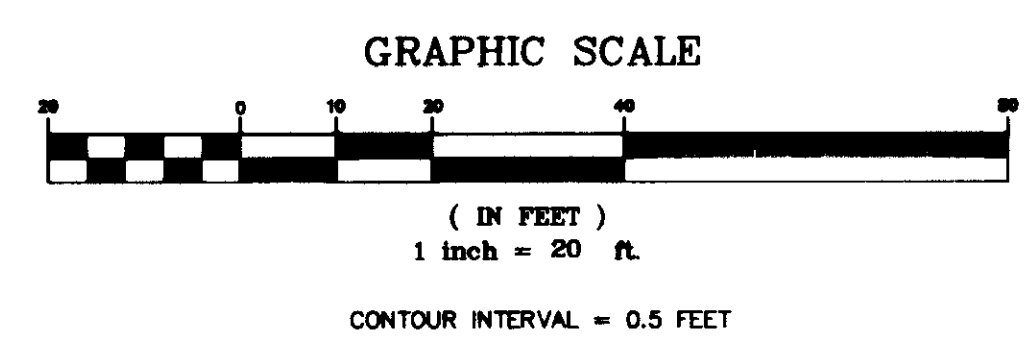 GRAPHIC SCALE
20 0 10 20 40 80
( IN FEET )
1 inch = 20 ft.
CONTOUR INTERVAL = 0.5 FEET